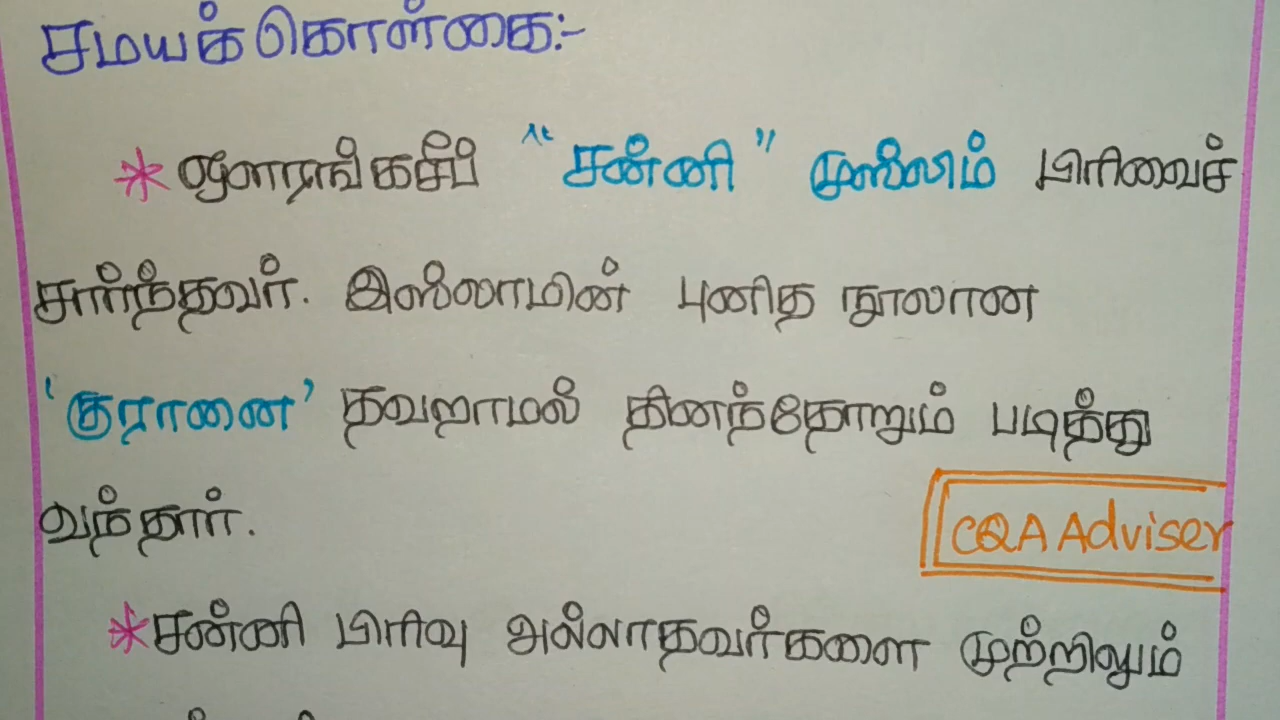 சமயக்கொள்கை:-
* ஔரங்கசீப் "சன்னி" முஸ்லிம் பிரிவைச்
சார்ந்தவர். இஸ்லாமின் புனித நூலான
'குரானை' தவறாமல் தினந்தோறும் படித்து
வந்தார்.
CQA Adviser
* சன்னி பிரிவு அல்லாதவர்களை முற்றிலும்